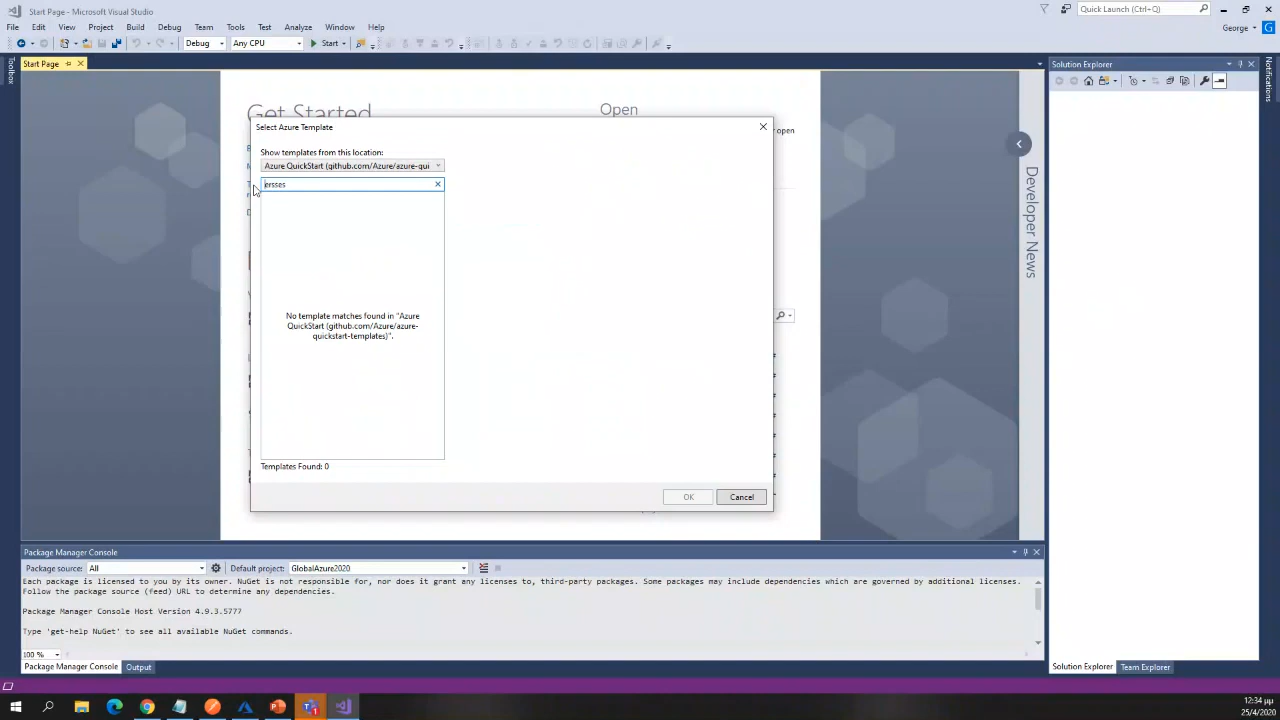 Start Page - Microsoft Visual Studio
Quick Launch (Ctrl+Q)
File Edit View Project Build Debug Team Tools Test Analyze Window Help
George G
Debug Any CPU Start
Toolbox
Start Page
Solution Explorer
Notifications
Get Started
Open
Select Azure Template
Show templates from this location:
Azure QuickStart (github.com/Azure/azure-qui
ersses
No template matches found in "Azure
QuickStart (github.com/Azure/azure-
quickstart-templates)".
Templates Found: 0
OK Cancel
Developer News
Package Manager Console
Package source: All Default project: GlobalAzure2020
Each package is licensed to you by its owner. NuGet is not responsible for, nor does it grant any licenses to, third-party packages. Some packages may include dependencies which are governed by additional licenses.
Follow the package source (feed) URL to determine any dependencies.
Package Manager Console Host Version 4.9.3.5777
Type 'get-help NuGet' to see all available NuGet commands.
100 %
Package Manager Console Output
Solution Explorer Team Explorer
12:34 μμ
25/4/2020